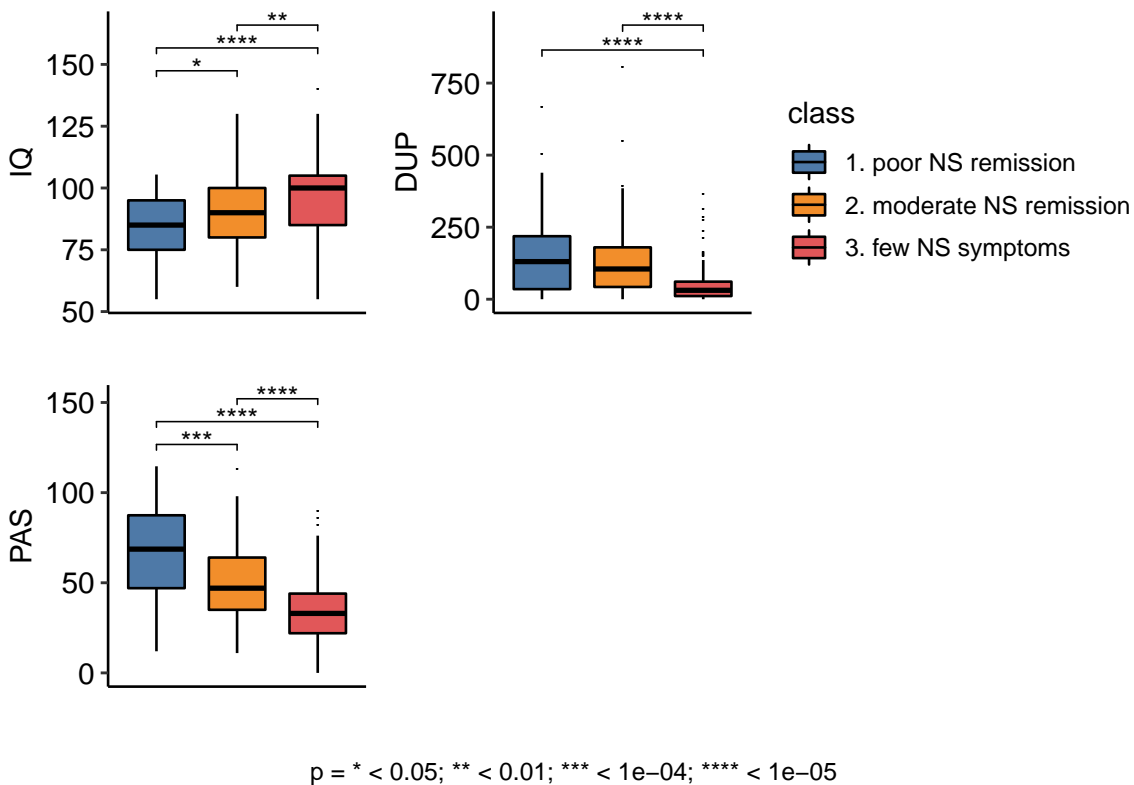 **
****
*
150
125
100
75
50
IQ
****
****
750
500
250
0
DUP
class
1. poor NS remission
2. moderate NS remission
3. few NS symptoms
****
****
***
150
100
50
0
PAS
p = * < 0.05; ** < 0.01; *** < 1e−04; **** < 1e−05